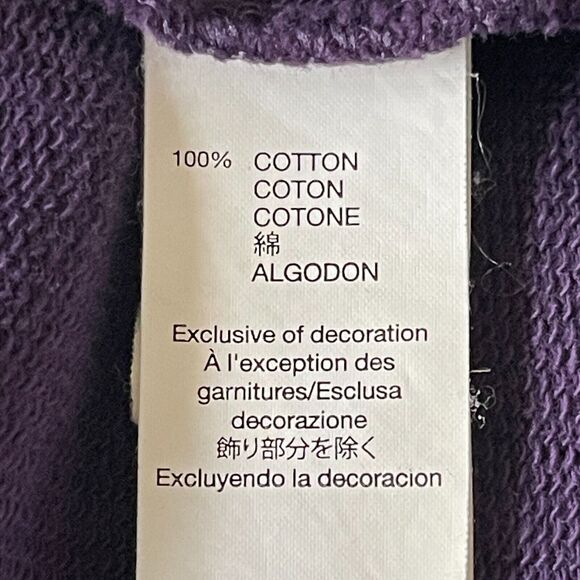 100% COTTON
COTON
COTONE
綿
ALGODON
Exclusive of decoration
À l'exception des
garnitures/Esclusa
decorazione
飾り部分を除く
Excluyendo la decoracion